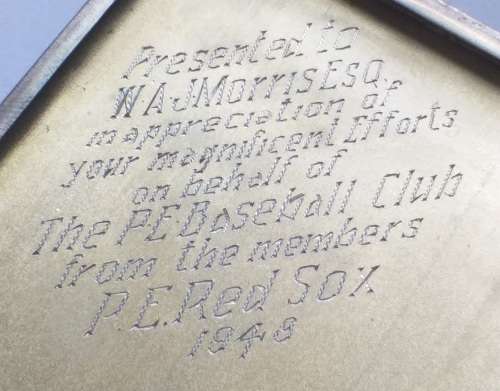 Presented to
W A J Morris Esq.
in appreciation of
your magnificent Efforts
on behalf of
The P.E. Baseball Club
from the members
P.E. Red Sox
1948